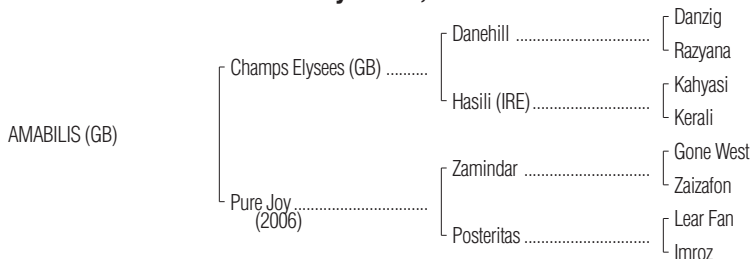 Danzig
Danehill
Razyana
Champs Elysees (GB)
Kahyasi
Hasili (IRE)
Kerali
AMABILIS (GB)
Gone West
Zamindar
Zaizafon
Pure Joy
(2006)
Lear Fan
Posteritas
Imroz